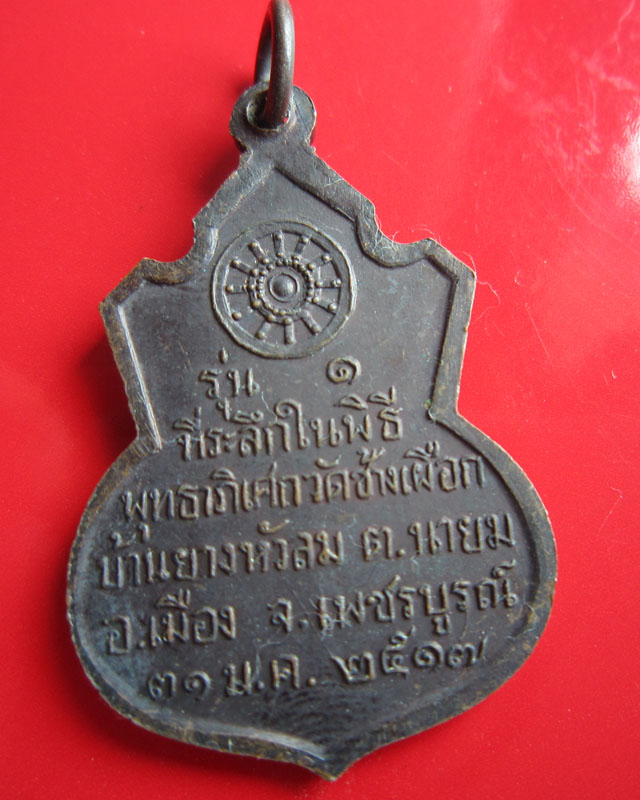 รุ่น ๑
ที่ระลึกในพิธี
พุทธาภิเศกวัดช้างเผือก
บ้านยางหัวลม ต.นายม
อ.เมือง จ.เพชรบูรณ์
๓๑ ม.ค. ๒๕๑๗